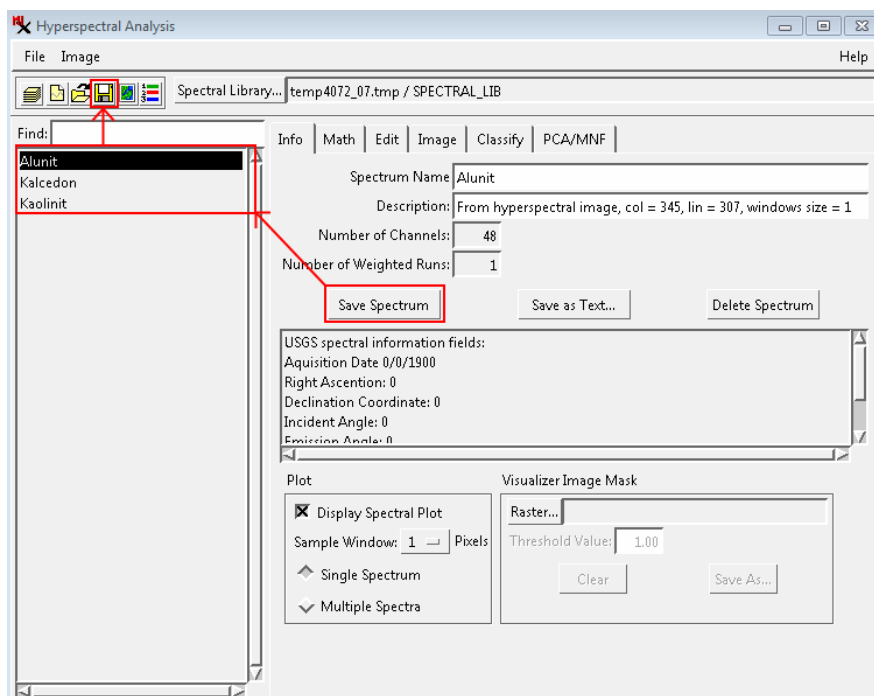 Hyperspectral Analysis
File Image Help
Spectral Library... temp4072_07.tmp / SPECTRAL_LIB
Find:
Alunit
Kalcedon
Kaolinit
Info Math Edit Image Classify PCA/MNF
Spectrum Name Alunit
Description: From hyperspectral image, col = 345, lin = 307, windows size = 1
Number of Channels: 48
Number of Weighted Runs: 1
Save Spectrum Save as Text... Delete Spectrum
USGS spectral information fields:
Aquisition Date 0/0/1900
Right Ascention: 0
Declination Coordinate: 0
Incident Angle: 0
Emission Angle: 0
Plot Visualizer Image Mask
Display Spectral Plot Raster...
Sample Window: 1 Pixels Threshold Value: 1.00
Single Spectrum Clear Save As...
Multiple Spectra